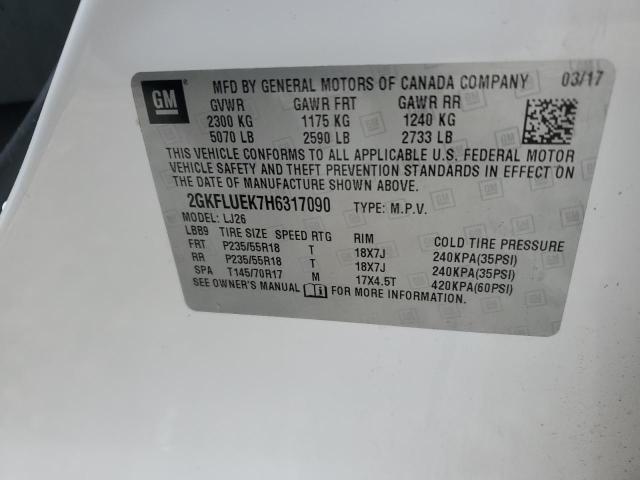 GM ® MFD BY GENERAL MOTORS OF CANADA COMPANY 03/17
GVWR GAWR FRT GAWR RR
2300 KG 1175 KG 1240 KG
5070 LB 2590 LB 2733 LB
THIS VEHICLE CONFORMS TO ALL APPLICABLE U.S. FEDERAL MOTOR
VEHICLE SAFETY AND THEFT PREVENTION STANDARDS IN EFFECT ON
THE DATE OF MANUFACTURE SHOWN ABOVE.
2GKFLUEK7H6317090 TYPE: M.P.V.
MODEL: LJ26
LBB9 TIRE SIZE SPEED RTG RIM COLD TIRE PRESSURE
FRT P235/55R18 T 18X7J 240KPA(35PSI)
RR P235/55R18 T 18X7J 240KPA(35PSI)
SPA T145/70R17 M 17X4.5T 420KPA(60PSI)
SEE OWNER'S MANUAL FOR MORE INFORMATION.